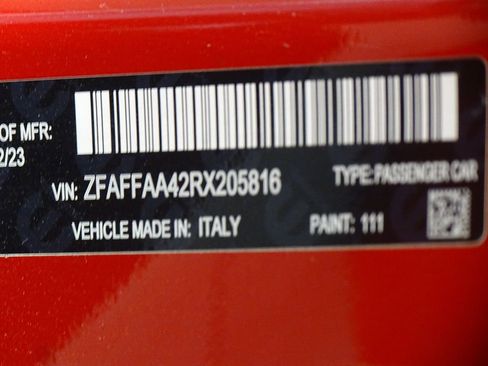 OF MFR:
2/23
VIN: ZFAFFAA42RX205816
TYPE: PASSENGER CAR
VEHICLE MADE IN: ITALY
PAINT: 111